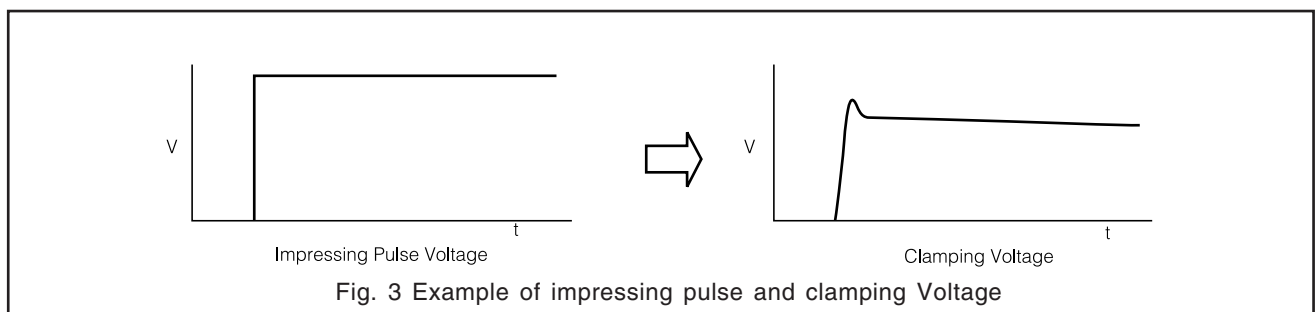 V
t
Impressing Pulse Voltage
V
t
Clamping Voltage
Fig. 3 Example of impressing pulse and clamping Voltage